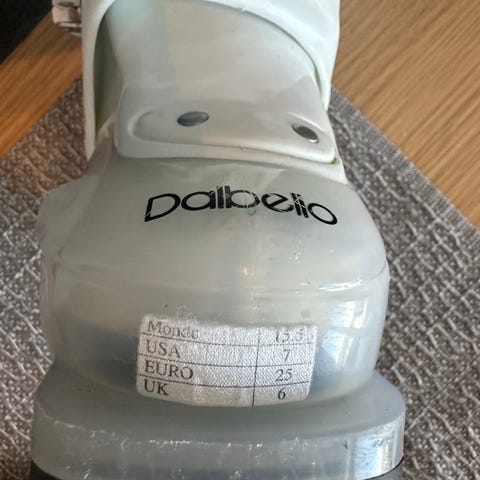 Dalbello
Mondo 15.5
USA 7
EURO 25
UK 6